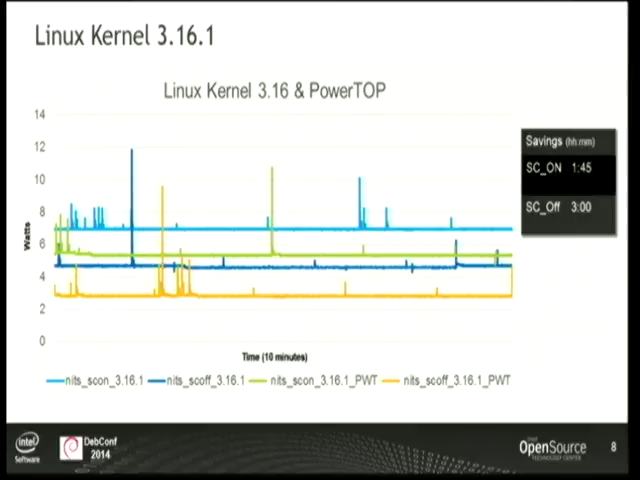 Linux Kernel 3.16.1
Linux Kernel 3.16 & PowerTOP
14
12
10
8
6
4
2
0
Watts
Time (10 minutes)
Savings (hh:mm)
SC_ON 1:45
SC_Off 3:00
nits_scon_3.16.1 nits_scoff_3.16.1 nits_scon_3.16.1_PWT nits_scoff_3.16.1_PWT
intel
Software
DebConf
2014
OpenSource
TECHNOLOGY CENTER
8